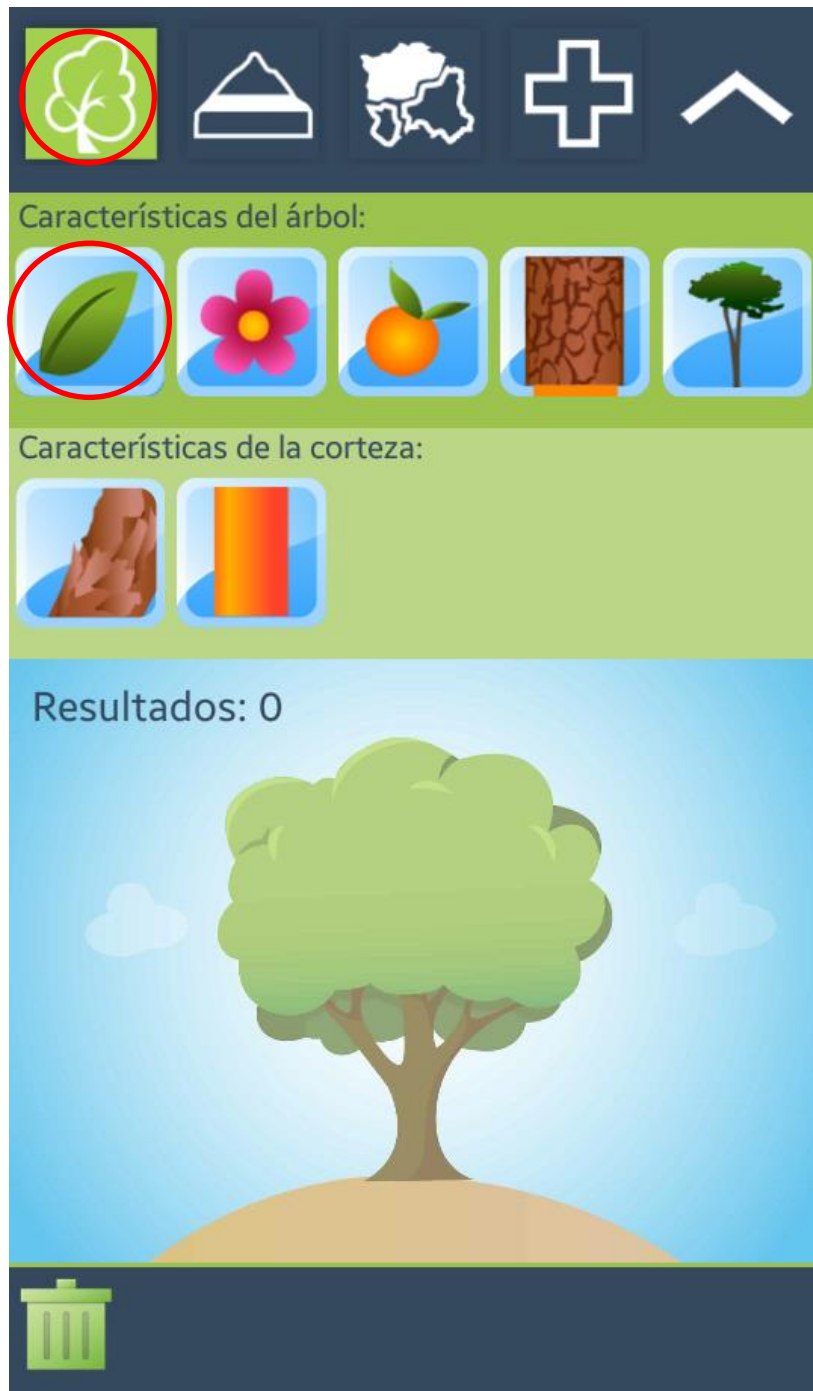 Características del árbol:
Características de la corteza:
Resultados: 0